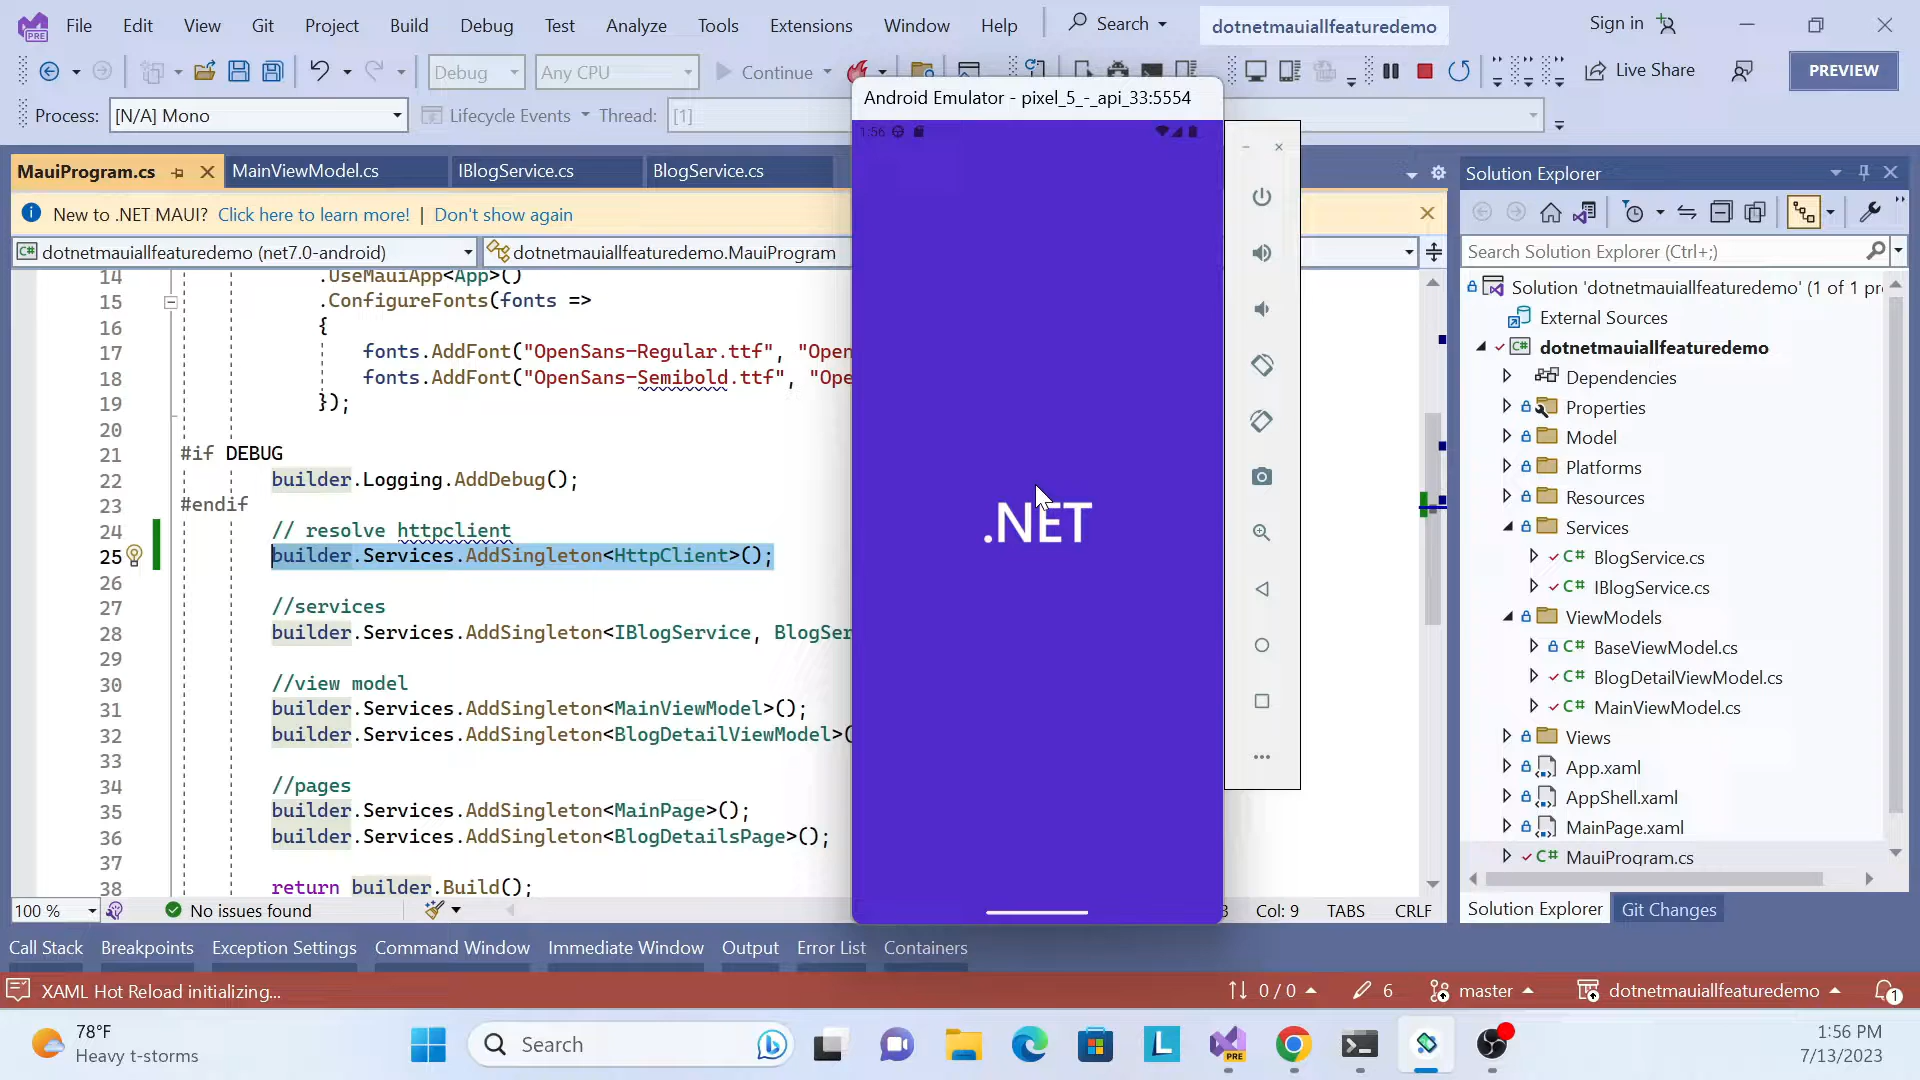 File Edit View Git Project Build Debug Test Analyze Tools Extensions Window Help Search dotnetmauiallfeaturedemo Sign in
Debug Any CPU Continue Live Share PREVIEW
Process: [N/A] Mono Lifecycle Events Thread: [1]
Android Emulator - pixel_5_-_api_33:5554
1:56
MauiProgram.cs MainViewModel.cs IBlogService.cs BlogService.cs
New to .NET MAUI? Click here to learn more! | Don't show again
dotnetmauiallfeaturedemo (net7.0-android) dotnetmauiallfeaturedemo.MauiProgram
14 .UseMauiApp<App>()
15 .ConfigureFonts(fonts =>
16 {
17 fonts.AddFont("OpenSans-Regular.ttf", "Open
18 fonts.AddFont("OpenSans-Semibold.ttf", "Ope
19 });
20
21 #if DEBUG
22 builder.Logging.AddDebug();
23 #endif
24 // resolve httpclient
25 builder.Services.AddSingleton<HttpClient>();
26
27 //services
28 builder.Services.AddSingleton<IBlogService, BlogSer
29
30 //view model
31 builder.Services.AddSingleton<MainViewModel>();
32 builder.Services.AddSingleton<BlogDetailViewModel>(
33
34 //pages
35 builder.Services.AddSingleton<MainPage>();
36 builder.Services.AddSingleton<BlogDetailsPage>();
37
38 return builder.Build();
.NET
100 % No issues found 3 Col: 9 TABS CRLF
Solution Explorer
Search Solution Explorer (Ctrl+;)
Solution 'dotnetmauiallfeaturedemo' (1 of 1 pr
External Sources
dotnetmauiallfeaturedemo
Dependencies
Properties
Model
Platforms
Resources
Services
BlogService.cs
IBlogService.cs
ViewModels
BaseViewModel.cs
BlogDetailViewModel.cs
MainViewModel.cs
Views
App.xaml
AppShell.xaml
MainPage.xaml
MauiProgram.cs
Solution Explorer Git Changes
Call Stack Breakpoints Exception Settings Command Window Immediate Window Output Error List Containers
XAML Hot Reload initializing... 0 / 0 6 master dotnetmauiallfeaturedemo 1
78°F
Heavy t-storms
Search
L
PRE
1:56 PM
7/13/2023